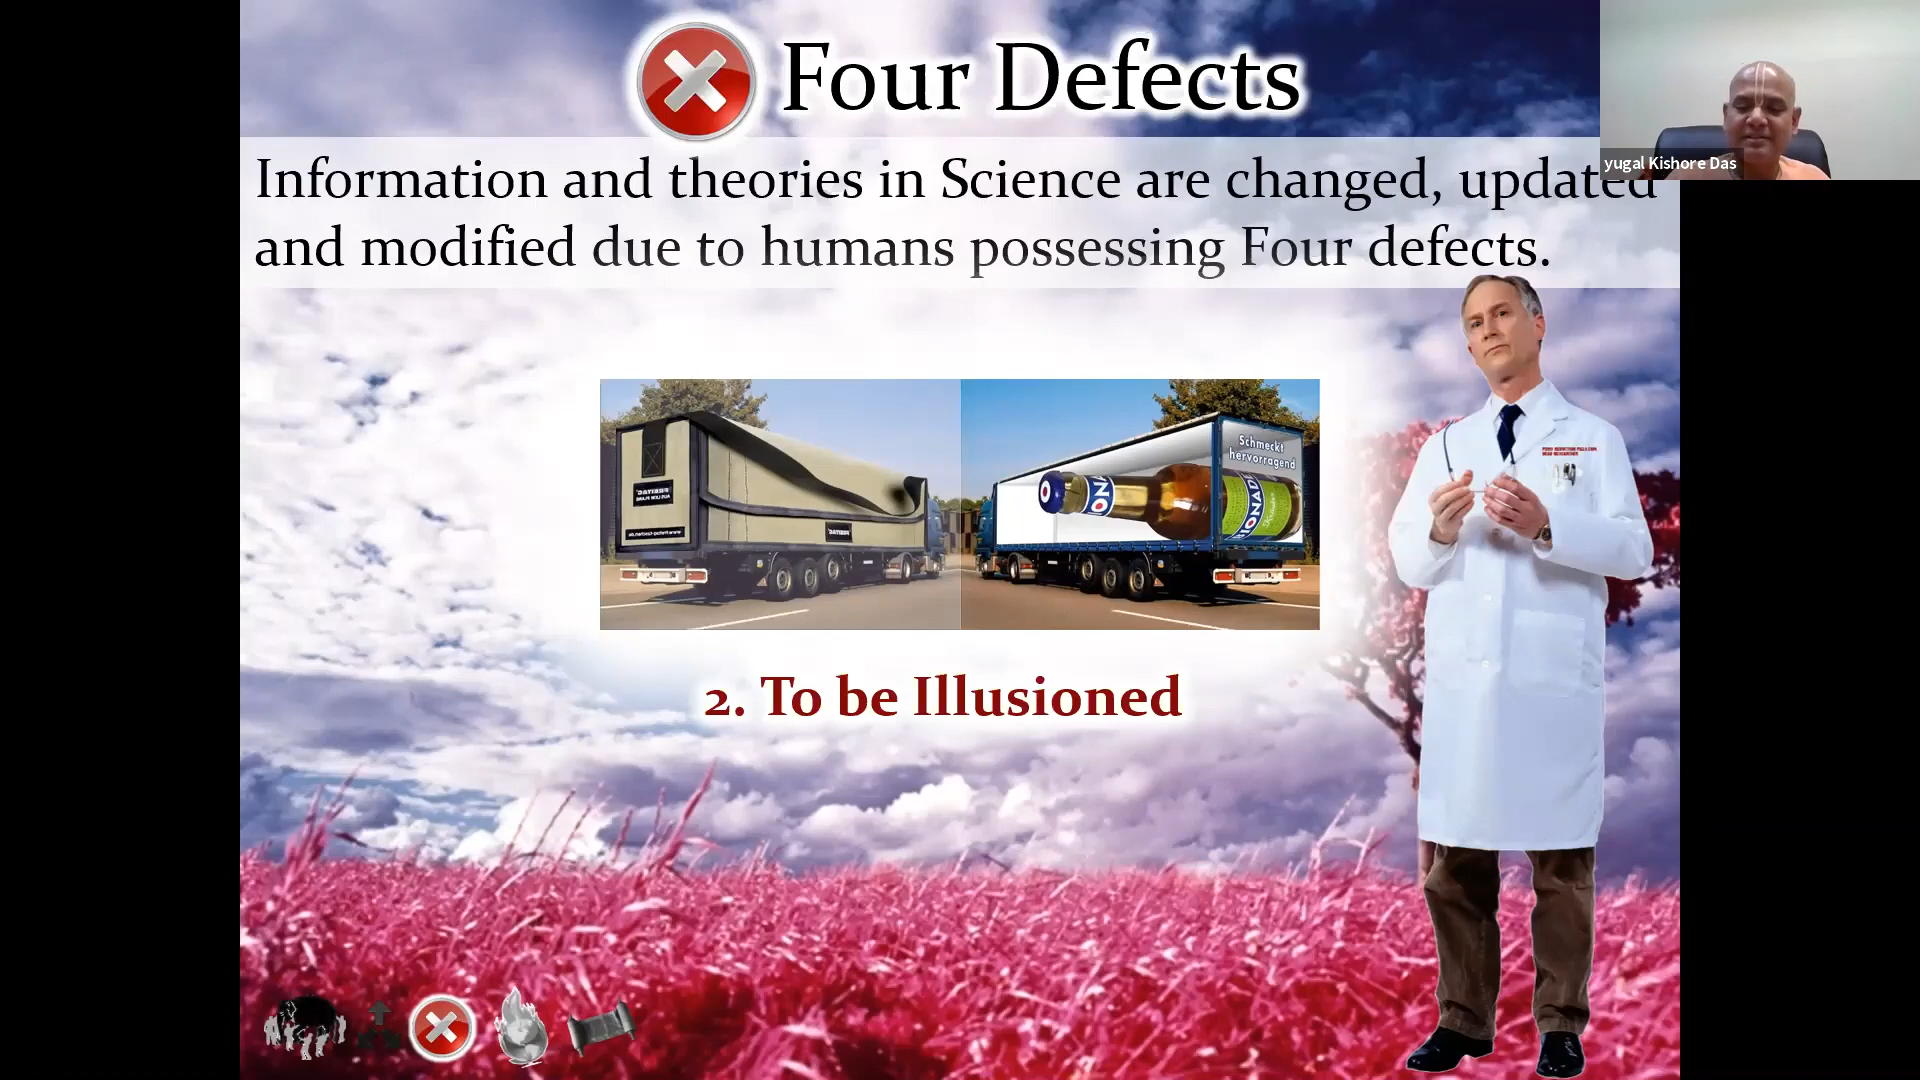 Four Defects
Information and theories in Science are changed, updated
and modified due to humans possessing Four defects.
yugal Kishore Das
Schmeckt
hervorragend
2. To be Illusioned